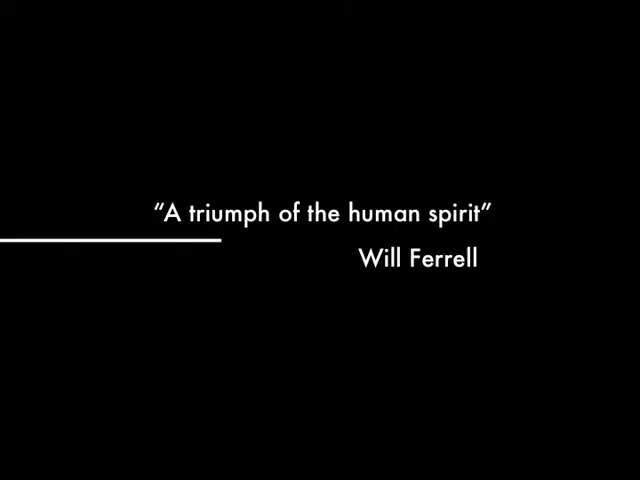 “A triumph of the human spirit”
Will Ferrell